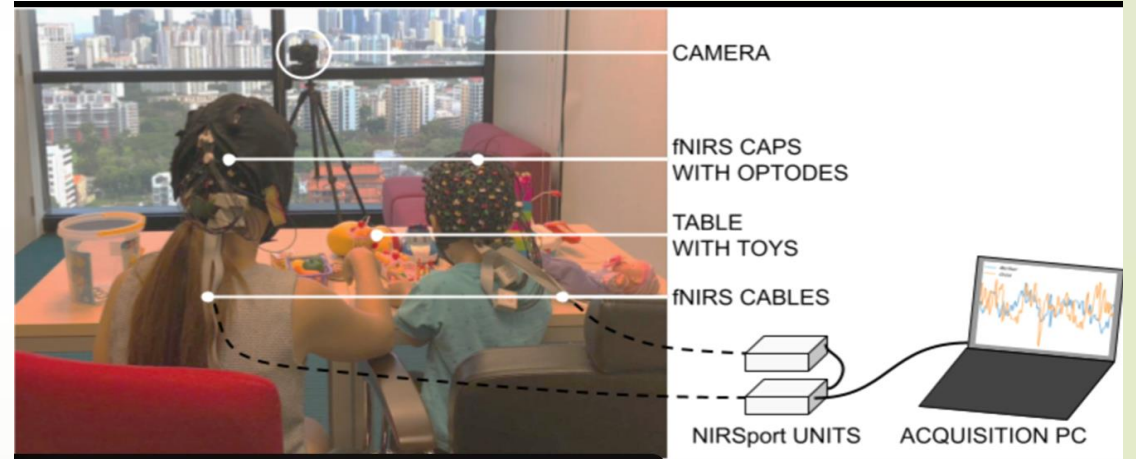 CAMERA
fNIRS CAPS
WITH OPTODES
TABLE
WITH TOYS
fNIRS CABLES
NIRSport UNITS
ACQUISITION PC